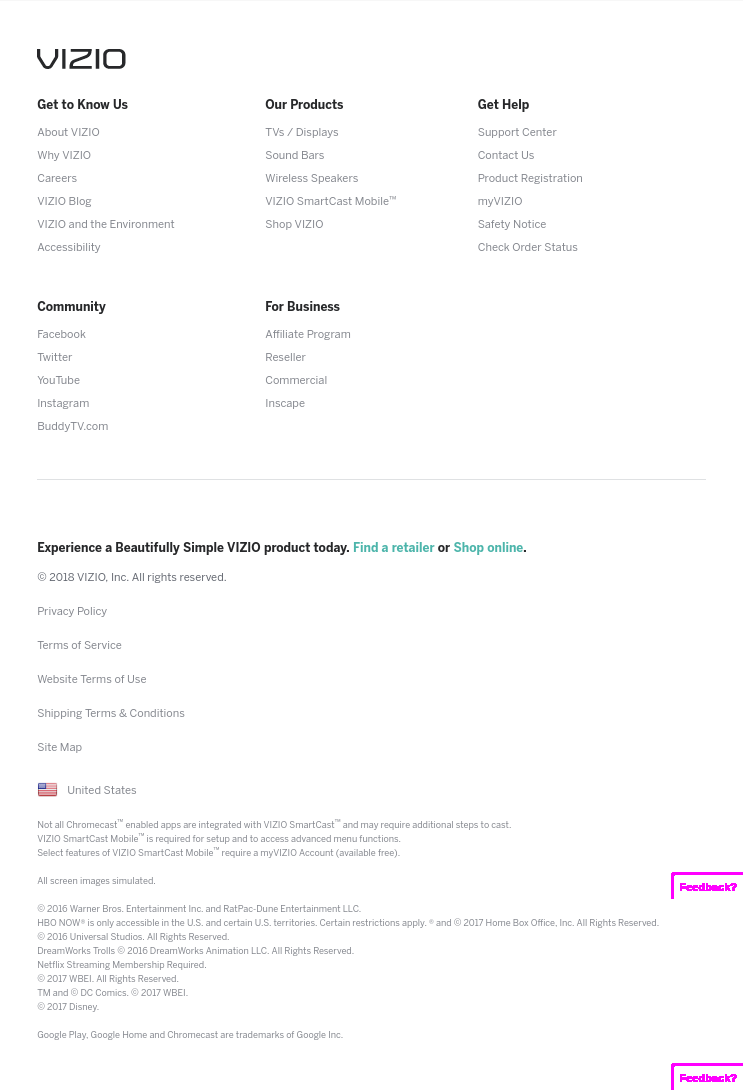 VIZIO
Get to Know Us
About VIZIO
Why VIZIO
Careers
VIZIO Blog
VIZIO and the Environment
Accessibility
Our Products
TVs / Displays
Sound Bars
Wireless Speakers
VIZIO SmartCast Mobile™
Shop VIZIO
Get Help
Support Center
Contact Us
Product Registration
myVIZIO
Safety Notice
Check Order Status
Community
Facebook
Twitter
YouTube
Instagram
BuddyTV.com
For Business
Affiliate Program
Reseller
Commercial
Inscape
Experience a Beautifully Simple VIZIO product today. Find a retailer or Shop online.
© 2018 VIZIO, Inc. All rights reserved.
Privacy Policy
Terms of Service
Website Terms of Use
Shipping Terms & Conditions
Site Map
United States
Not all Chromecast™ enabled apps are integrated with VIZIO SmartCast™ and may require additional steps to cast.
VIZIO SmartCast Mobile™ is required for setup and to access advanced menu functions.
Select features of VIZIO SmartCast Mobile™ require a myVIZIO Account (available free).
All screen images simulated.
Feedback?
© 2016 Warner Bros. Entertainment Inc. and RatPac-Dune Entertainment LLC.
HBO NOW® is only accessible in the U.S. and certain U.S. territories. Certain restrictions apply. ® and © 2017 Home Box Office, Inc. All Rights Reserved.
© 2016 Universal Studios. All Rights Reserved.
DreamWorks Trolls © 2016 DreamWorks Animation LLC. All Rights Reserved.
Netflix Streaming Membership Required.
© 2017 WBEI. All Rights Reserved.
TM and © DC Comics. © 2017 WBEI.
© 2017 Disney.
Google Play, Google Home and Chromecast are trademarks of Google Inc.
Feedback?